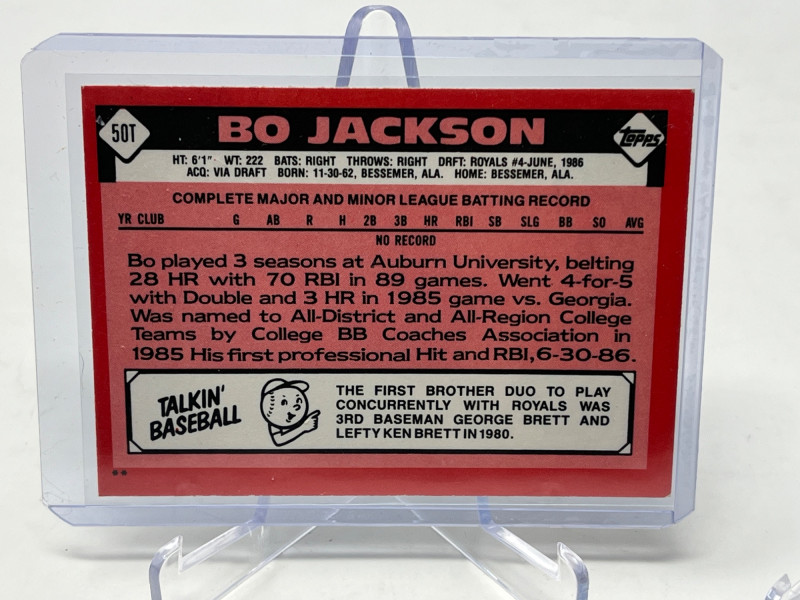 50T BO JACKSON Topps
HT: 6'1" WT: 222 BATS: RIGHT THROWS: RIGHT DRFT: ROYALS #4-JUNE, 1986
ACQ: VIA DRAFT BORN: 11-30-62, BESSEMER, ALA. HOME: BESSEMER, ALA.
COMPLETE MAJOR AND MINOR LEAGUE BATTING RECORD
YR CLUB G AB R H 2B 3B HR RBI SB SLG BB SO AVG
NO RECORD
Bo played 3 seasons at Auburn University, belting
28 HR with 70 RBI in 89 games. Went 4-for-5
with Double and 3 HR in 1985 game vs. Georgia.
Was named to All-District and All-Region College
Teams by College BB Coaches Association in
1985 His first professional Hit and RBI, 6-30-86.
TALKIN'
BASEBALL
THE FIRST BROTHER DUO TO PLAY
CONCURRENTLY WITH ROYALS WAS
3RD BASEMAN GEORGE BRETT AND
LEFTY KEN BRETT IN 1980.
**